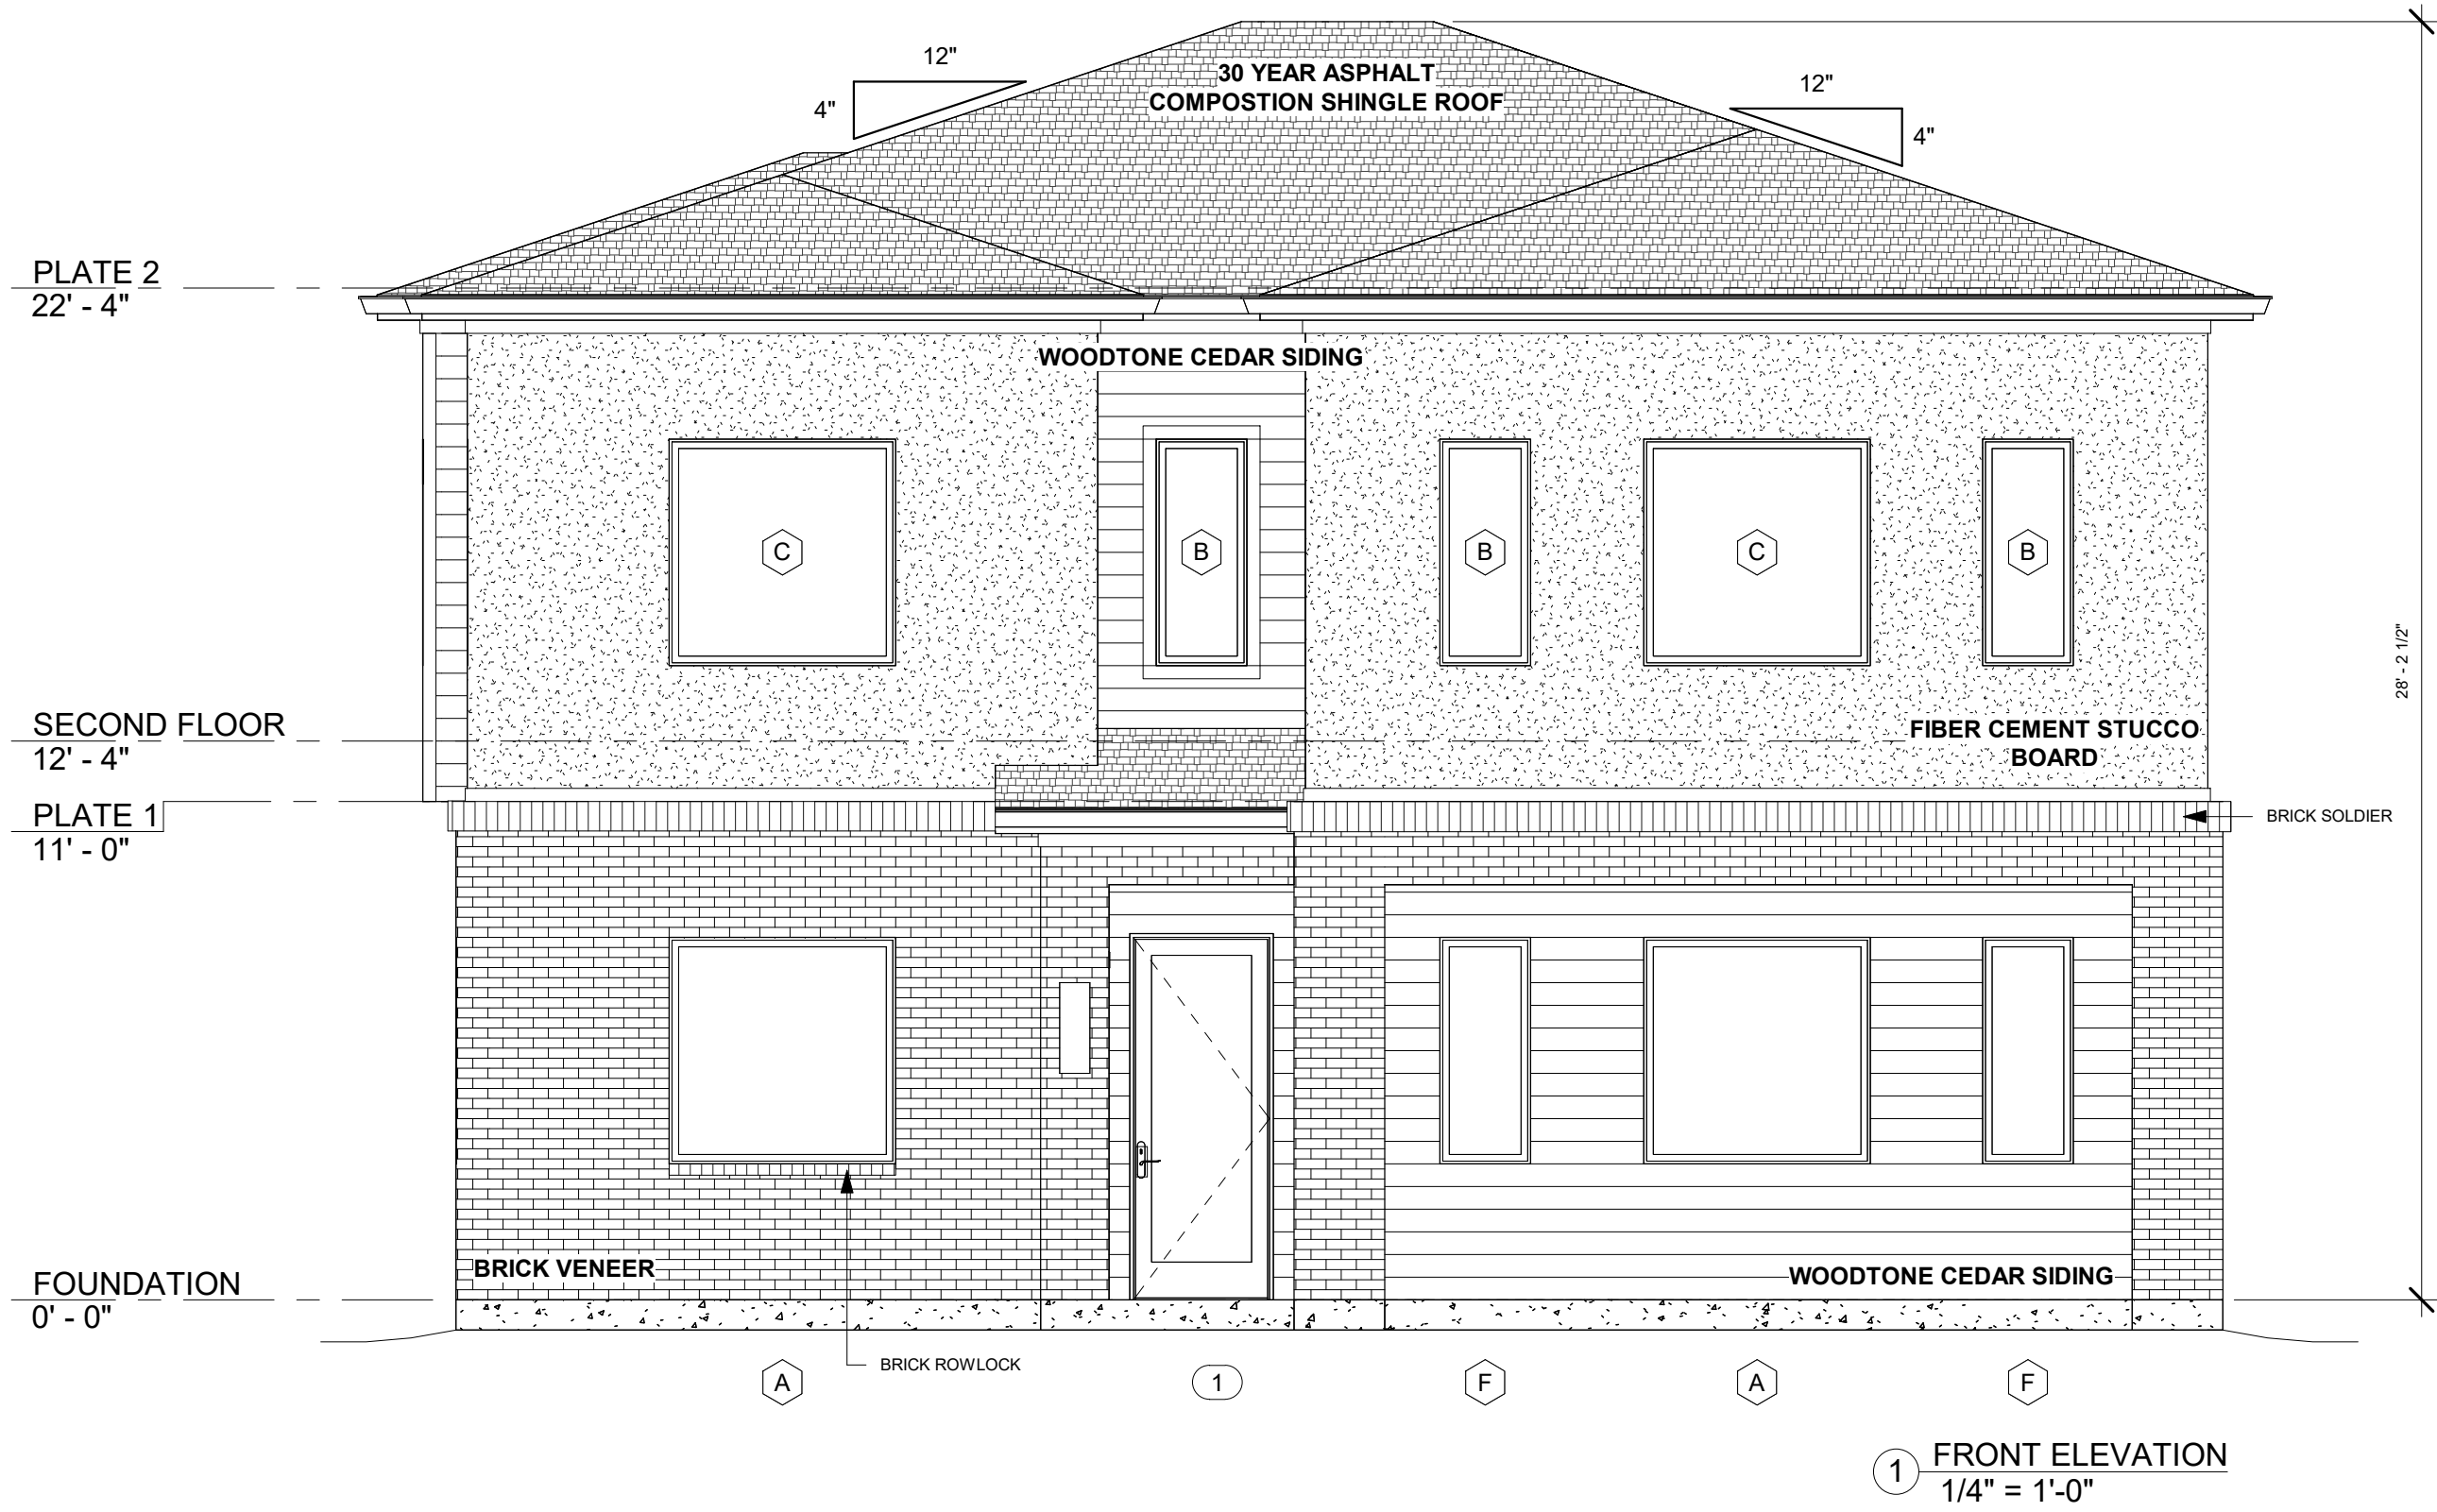 12"
4"
30 YEAR ASPHALT
COMPOSTION SHINGLE ROOF
12"
4"
PLATE 2
22' - 4"
WOODTONE CEDAR SIDING
C
B
B
C
B
28' - 2 1/2"
SECOND FLOOR
12' - 4"
FIBER CEMENT STUCCO
BOARD
PLATE 1
11' - 0"
BRICK SOLDIER
BRICK VENEER
WOODTONE CEDAR SIDING
FOUNDATION
0' - 0"
BRICK ROWLOCK
A
1
F
A
F
1
FRONT ELEVATION
1/4" = 1'-0"